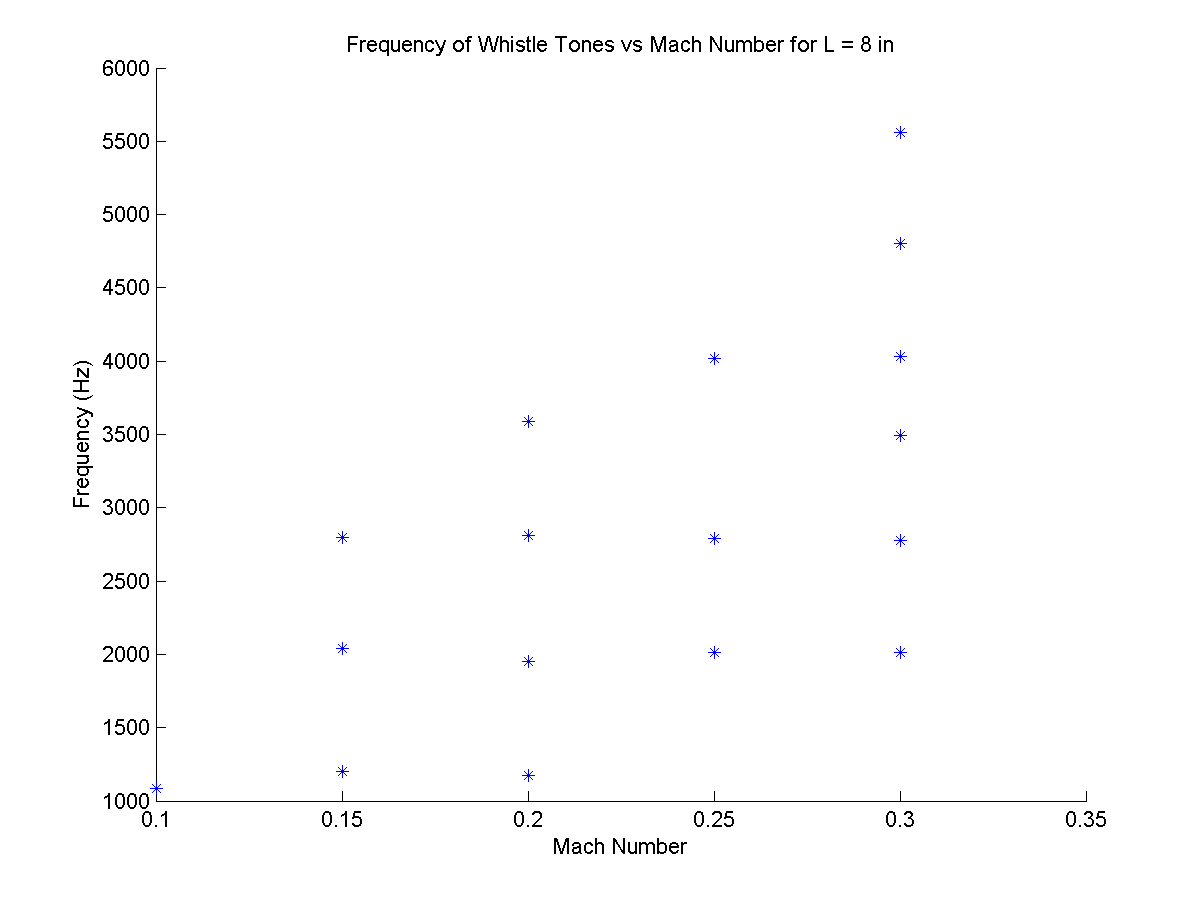 Frequency of Whistle Tones vs Mach Number for L = 8 in
6000
5500
5000
4500
4000
3500
3000
2500
2000
1500
1000
Frequency (Hz)
0.1 0.15 0.2 0.25 0.3 0.35
Mach Number